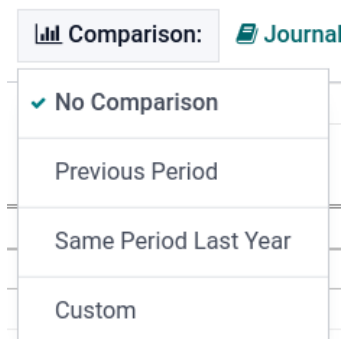 Comparison: Journal
No Comparison
Previous Period
Same Period Last Year
Custom